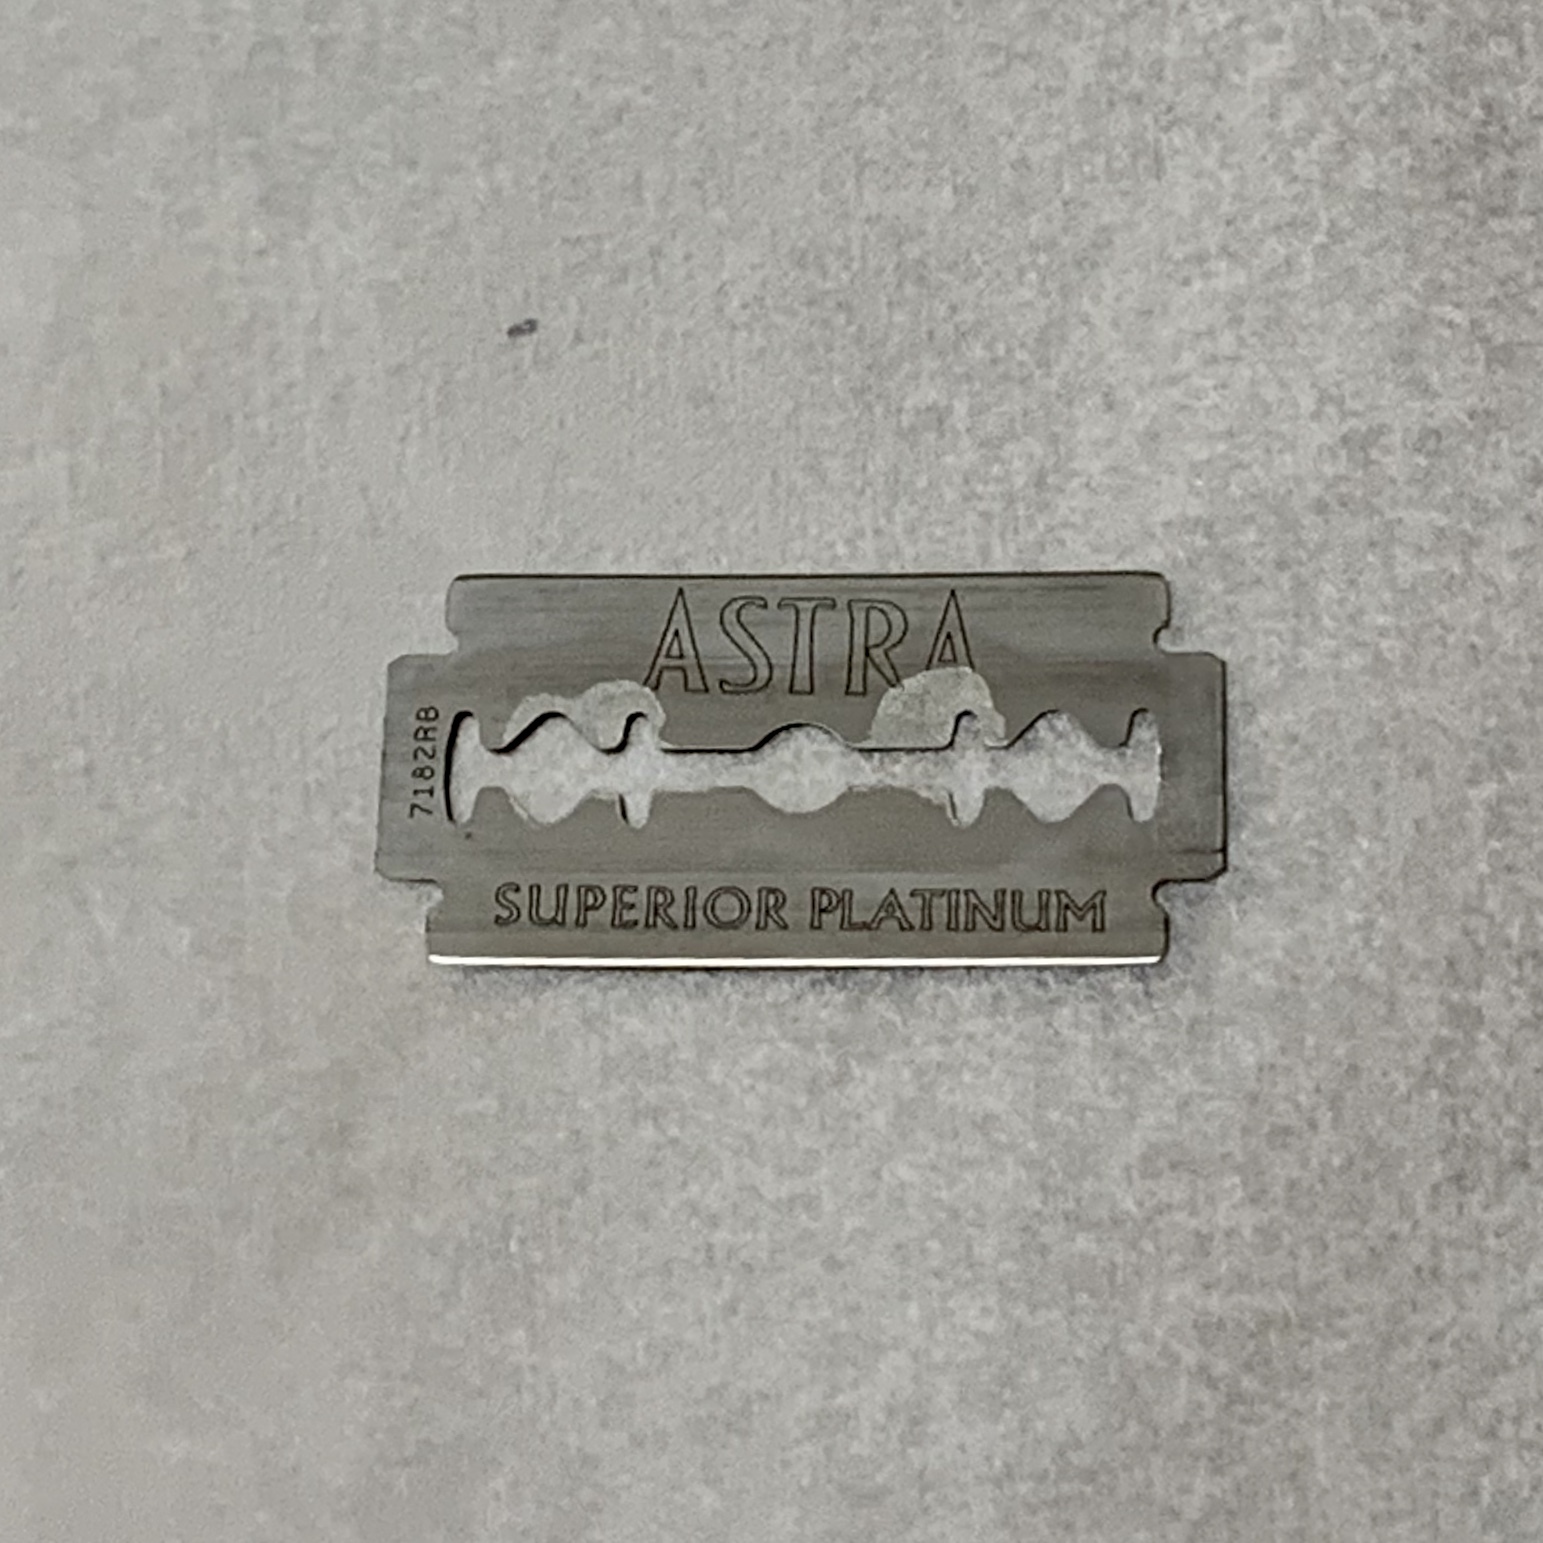 ASTRA
7182RB
SUPERIOR PLATINUM